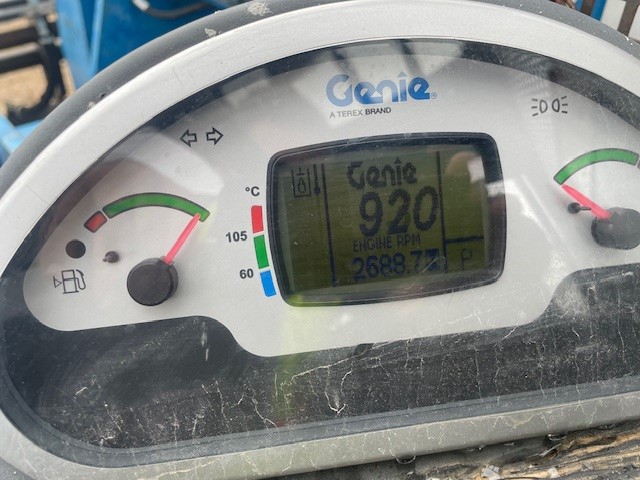 Genie
A TEREX BRAND
°C
105
60
Genie
920
ENGINE RPM
2688.7
P